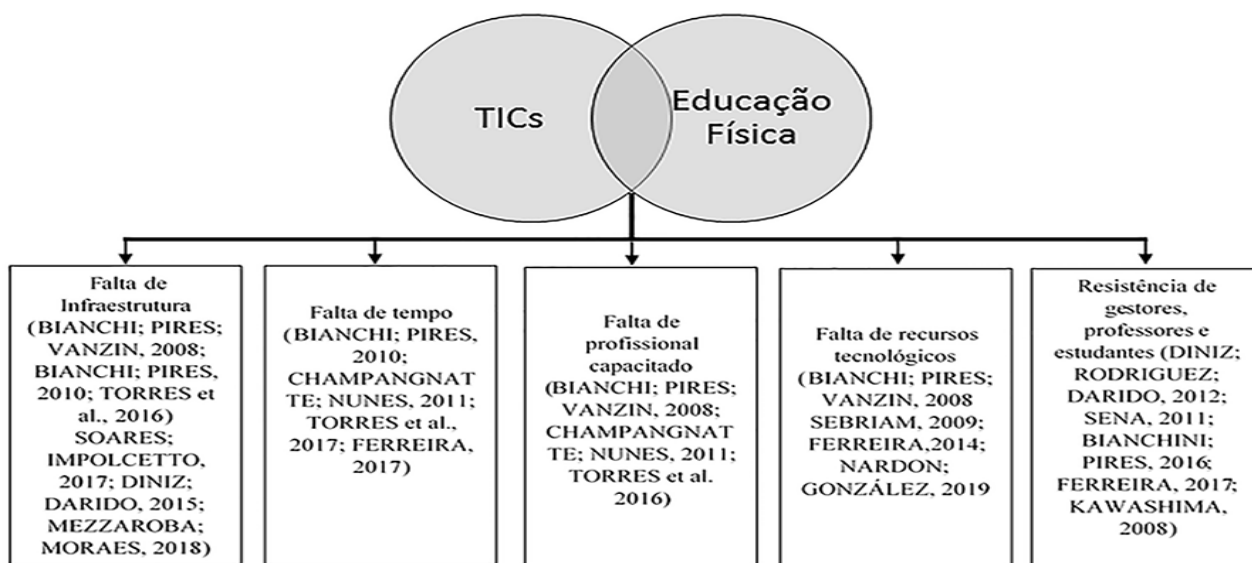 TICs
Educação
Física
Falta de
Infraestrutura
(BIANCHI; PIRES;
VANZIN, 2008;
BIANCHI; PIRES,
2010; TORRES et
al., 2016)
SOARES;
IMPOLCETTO,
2017; DINIZ;
DARIDO, 2015;
MEZZAROBA;
MORAES, 2018)
Falta de tempo
(BIANCHI; PIRES,
2010;
CHAMPANGNAT
TE; NUNES, 2011;
TORRES et al.,
2017; FERREIRA,
2017)
Falta de
profissional
capacitado
(BIANCHI; PIRES;
VANZIN, 2008;
CHAMPANGNAT
TE; NUNES, 2011;
TORRES et al.
2016)
Falta de recursos
tecnológicos
(BIANCHI; PIRES;
VANZIN, 2008
SEBRIAM, 2009;
FERREIRA,2014;
NARDON;
GONZÁLEZ, 2019
Resistência de
gestores,
professores e
estudantes (DINIZ;
RODRIGUEZ;
DARIDO, 2012;
SENA, 2011;
BIANCHINI;
PIRES, 2016;
FERREIRA, 2017;
KAWASHIMA,
2008)